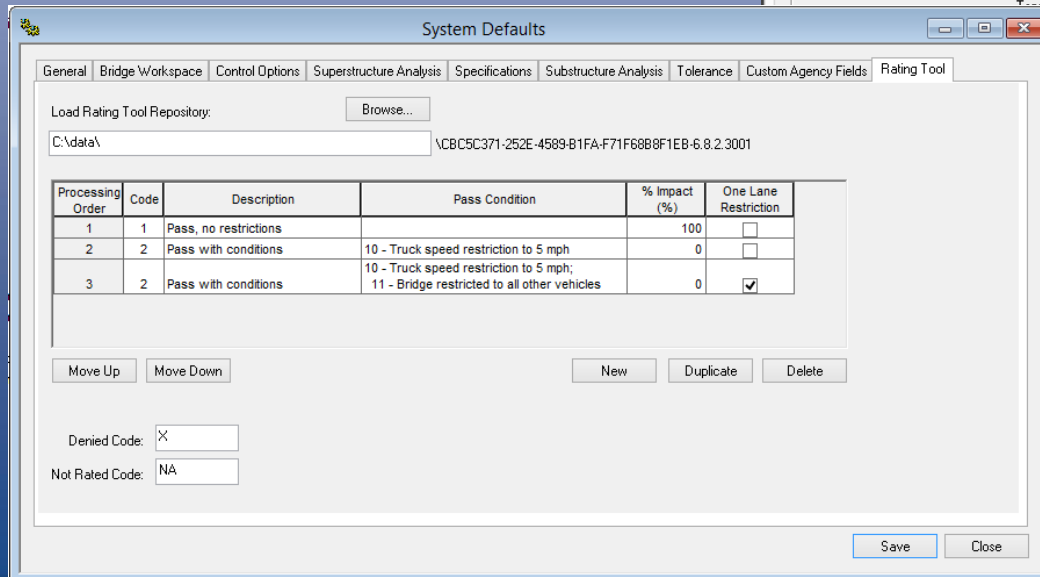 System Defaults
General Bridge Workspace Control Options Superstructure Analysis Specifications Substructure Analysis Tolerance Custom Agency Fields Rating Tool
Load Rating Tool Repository: Browse...
C:\data\ \CBC5C371-252E-4589-B1FA-F71F68B8F1EB-6.8.2.3001
Processing Order Code Description Pass Condition % Impact (%) One Lane Restriction
1 1 Pass, no restrictions 100
2 2 Pass with conditions 10 - Truck speed restriction to 5 mph 0
3 2 Pass with conditions 10 - Truck speed restriction to 5 mph; 11 - Bridge restricted to all other vehicles 0
Move Up Move Down New Duplicate Delete
Denied Code: X
Not Rated Code: NA
Save Close